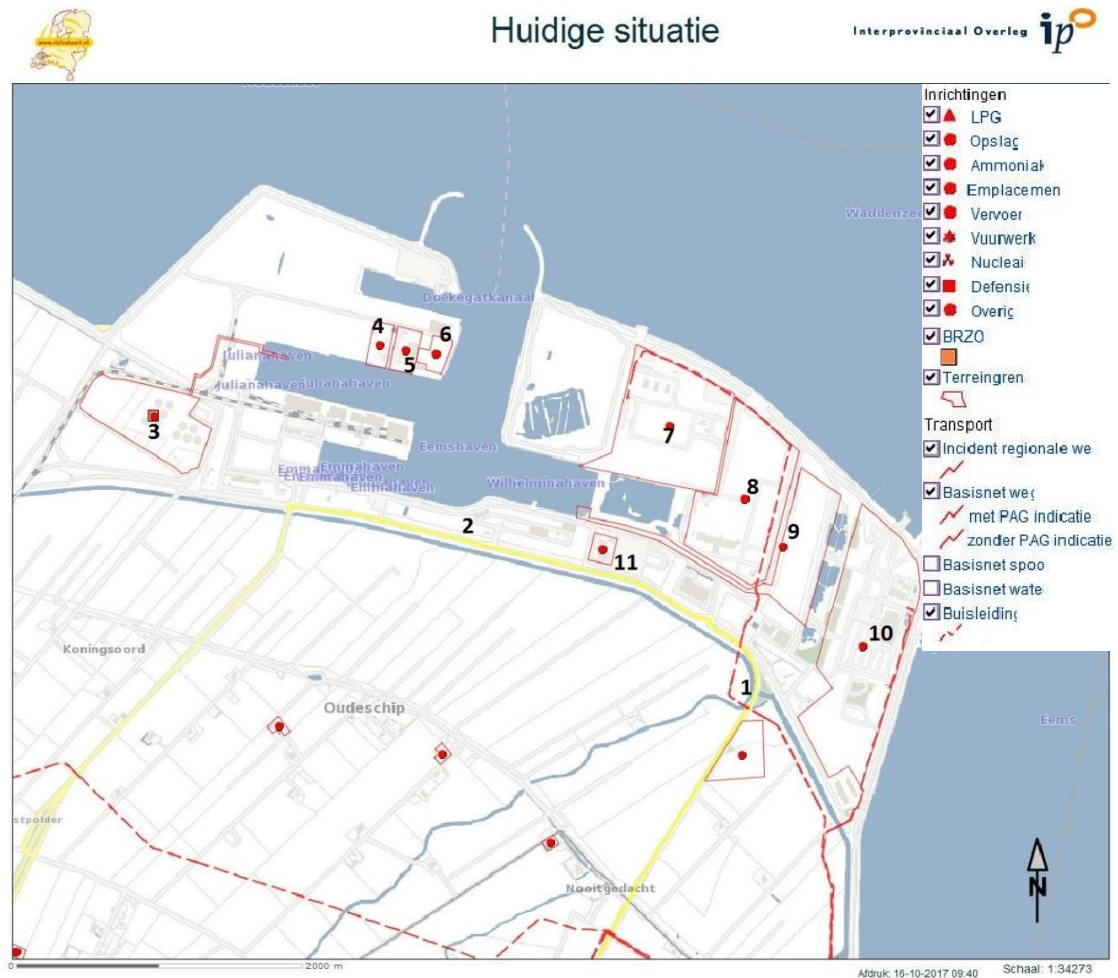 www.risicokaart.nl
Huidige situatie
Interprovinciaal Overleg ipo
Inrichtingen
LPG
Opslag
Ammoniak
Emplacemen
Vervoer
Vuurwerk
Nucleai
Defensie
Overig
BRZO
Terreingren
Transport
Incident regionale we
Basisnet weg
met PAG indicatie
zonder PAG indicatie
Basisnet spoo
Basisnet wate
Buisleiding
Waddenzee
Waddenzee
Doekegatkanaal
4
6
5
Julianahaven
Julianahaven
Julianahaven
3
7
Eemshaven
Emmahaven
Emmahaven
Emmahaven
Wilhelminahaven
8
2
9
11
10
Koningsoord
1
Oudeschip
Eems
stpolder
Nooitgedacht
N
0
2000 m
Afdruk: 16-10-2017 09:40
Schaal: 1:34273